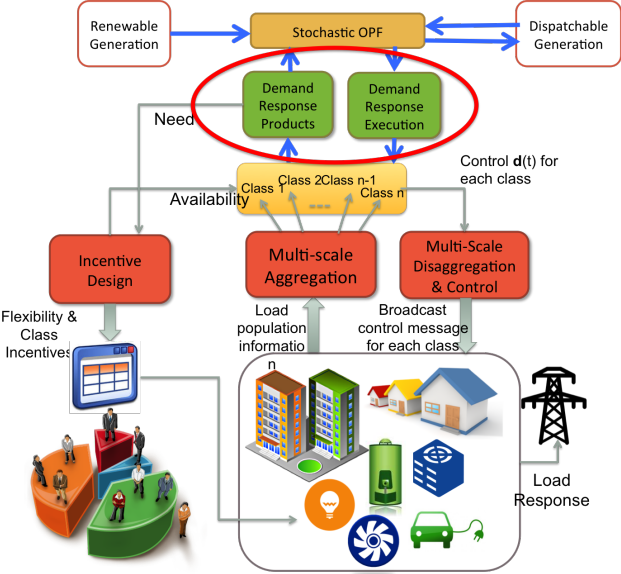 Renewable
Generation
Stochastic OPF
Dispatchable
Generation
Demand
Response
Products
Demand
Response
Execution
Need
Control d(t) for
each class
Availability
Class 1
Class 2
Class n-1
Class n
Incentive
Design
Multi-scale
Aggregation
Multi-Scale
Disaggregation
& Control
Flexibility &
Class
Incentives
Load
population
informatio
n
Broadcast
control message
for each class
Load
Response